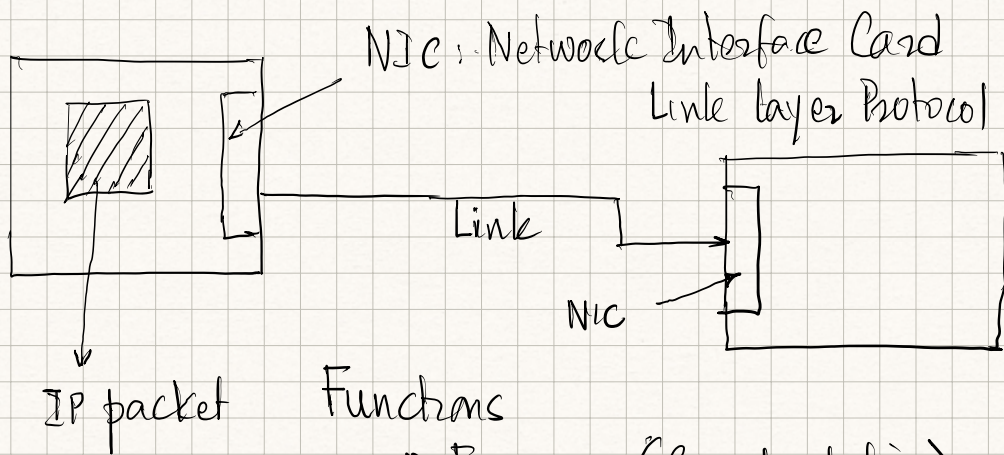 NIC: Network Interface Card
Link Layer Protocol
Link
NIC
IP packet
Functions